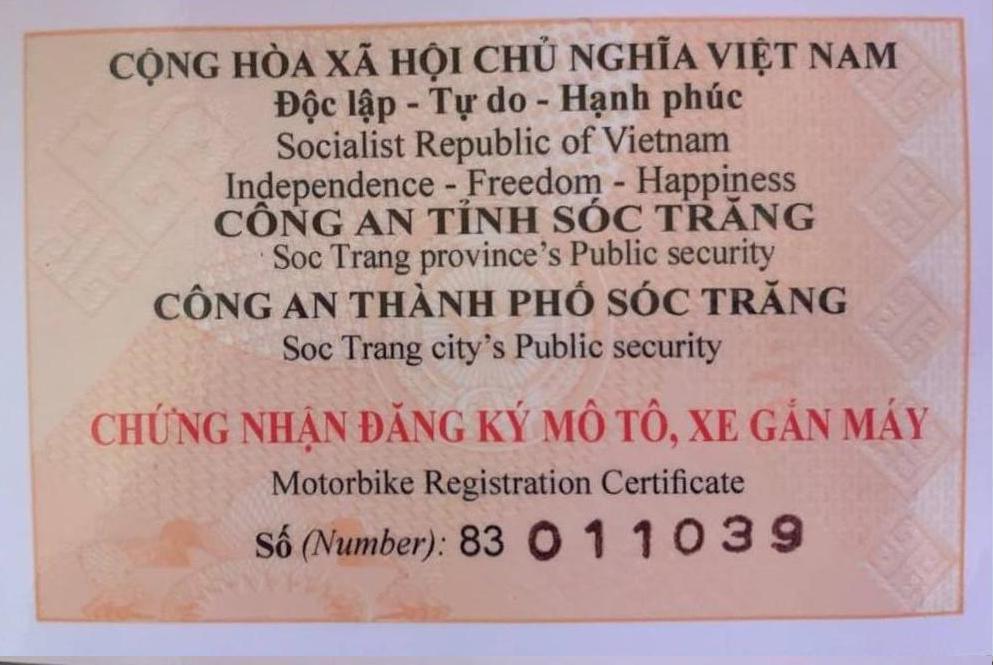 CỘNG HÒA XÃ HỘI CHỦ NGHĨA VIỆT NAM
Độc lập - Tự do - Hạnh phúc
Socialist Republic of Vietnam
Independence - Freedom - Happiness
CÔNG AN TỈNH SÓC TRĂNG
Soc Trang province's Public security
CÔNG AN THÀNH PHỐ SÓC TRĂNG
Soc Trang city's Public security
CHỨNG NHẬN ĐĂNG KÝ MÔ TÔ, XE GẮN MÁY
Motorbike Registration Certificate
Số (Number): 83 011039